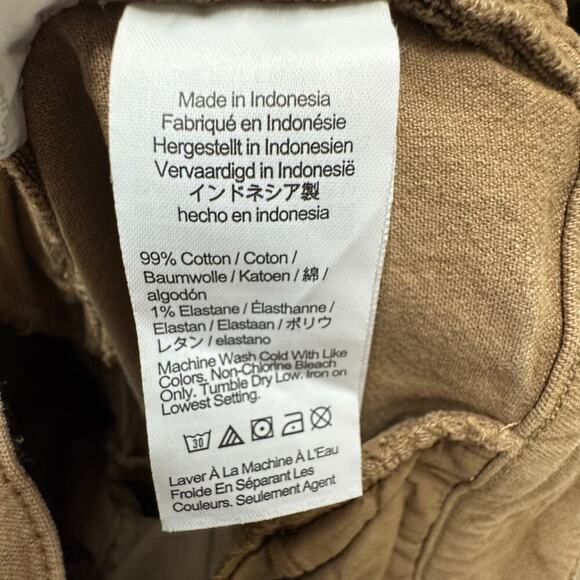 Made in Indonesia
Fabriqué en Indonésie
Hergestellt in Indonesien
Vervaardigd in Indonesië
インドネシア製
hecho en indonesia
99% Cotton / Coton /
Baumwolle / Katoen / 綿 /
algodón
1% Elastane / Élasthanne /
Elastan / Elastaan / ポリウ
レタン / elastano
Machine Wash Cold With Like
Colors. Non-Chlorine Bleach
Only. Tumble Dry Low. Iron on
Lowest Setting.
30
Laver À La Machine À L'Eau
Froide En Séparant Les
Couleurs. Seulement Agent